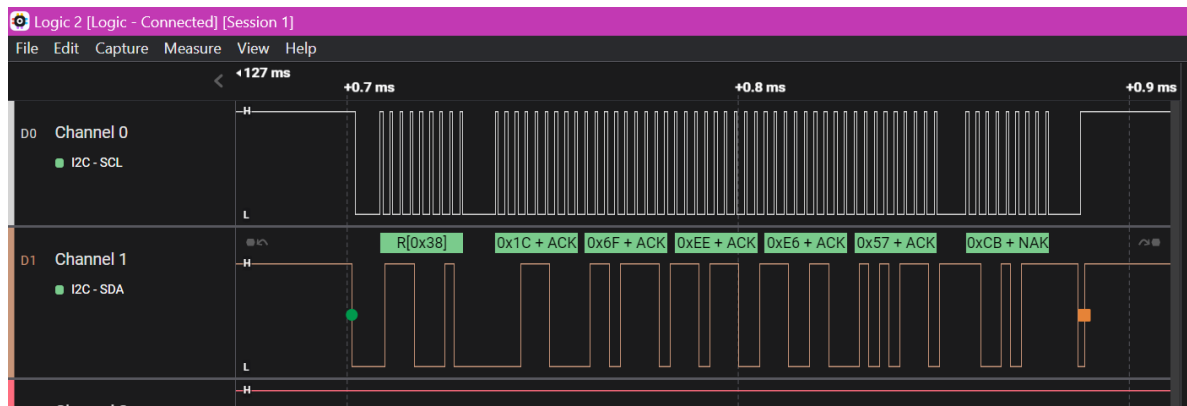 Logic 2 [Logic - Connected] [Session 1]
File Edit Capture Measure View Help
127 ms
+0.7 ms +0.8 ms +0.9 ms
H
D0 Channel 0
I2C - SCL
L
R[0x38] 0x1C + ACK 0x6F + ACK 0xEE + ACK 0xE6 + ACK 0x57 + ACK 0xCB + NAK
D1 Channel 1
H
I2C - SDA
L
H